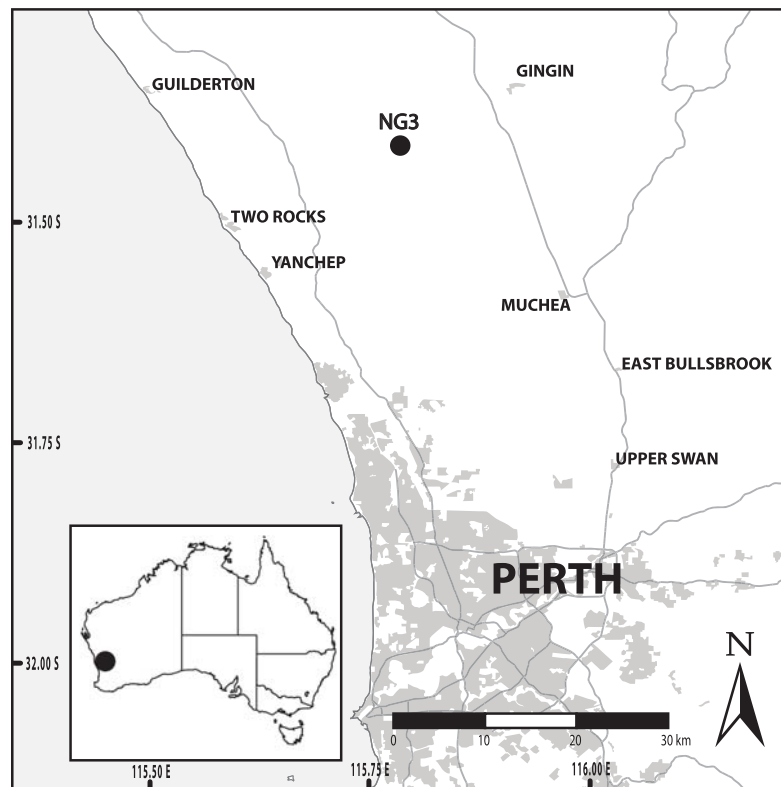 GINGIN
GUILDERTON
NG3
31.50 S
TWO ROCKS
YANCHEP
MUCHEA
EAST BULLSBROOK
31.75 S
UPPER SWAN
PERTH
N
32.00 S
0 10 20 30 km
115.50 E 115.75 E 116.00 E